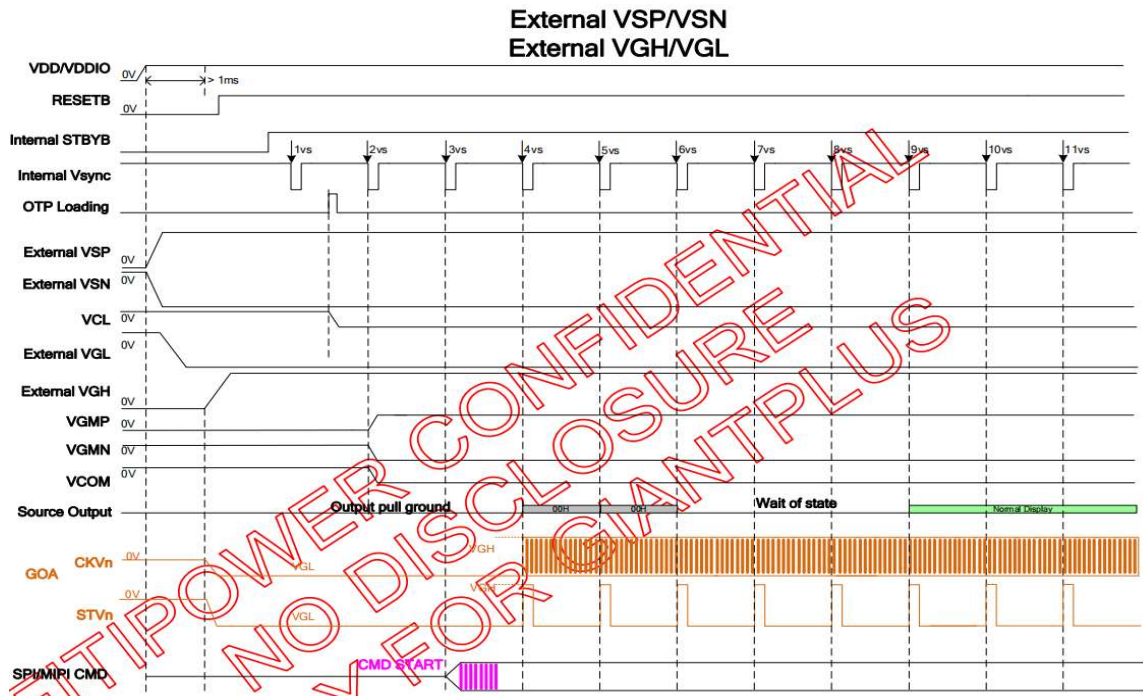 External VSP/VSN
External VGH/VGL
VDD/VDDIO
0V
> 1ms
RESETB
0V
Internal STBYB
1vs 2vs 3vs 4vs 5vs 6vs 7vs 8vs 9vs 10vs 11vs
Internal Vsync
OTP Loading
External VSP
0V
External VSN
0V
VCL
0V
External VGL
0V
External VGH
0V
VGMP
0V
VGMN
0V
VCOM
0V
Source Output
Output pull ground
00H
00H
Wait of state
Normal Display
GOA
CKVn
0V
VGL
VGH
STVn
0V
VGL
VGH
SPI/MIPI CMD
CMD START
POWER CONFIDENTIAL
NO DISCLOSURE
FOR GIANTPLUS